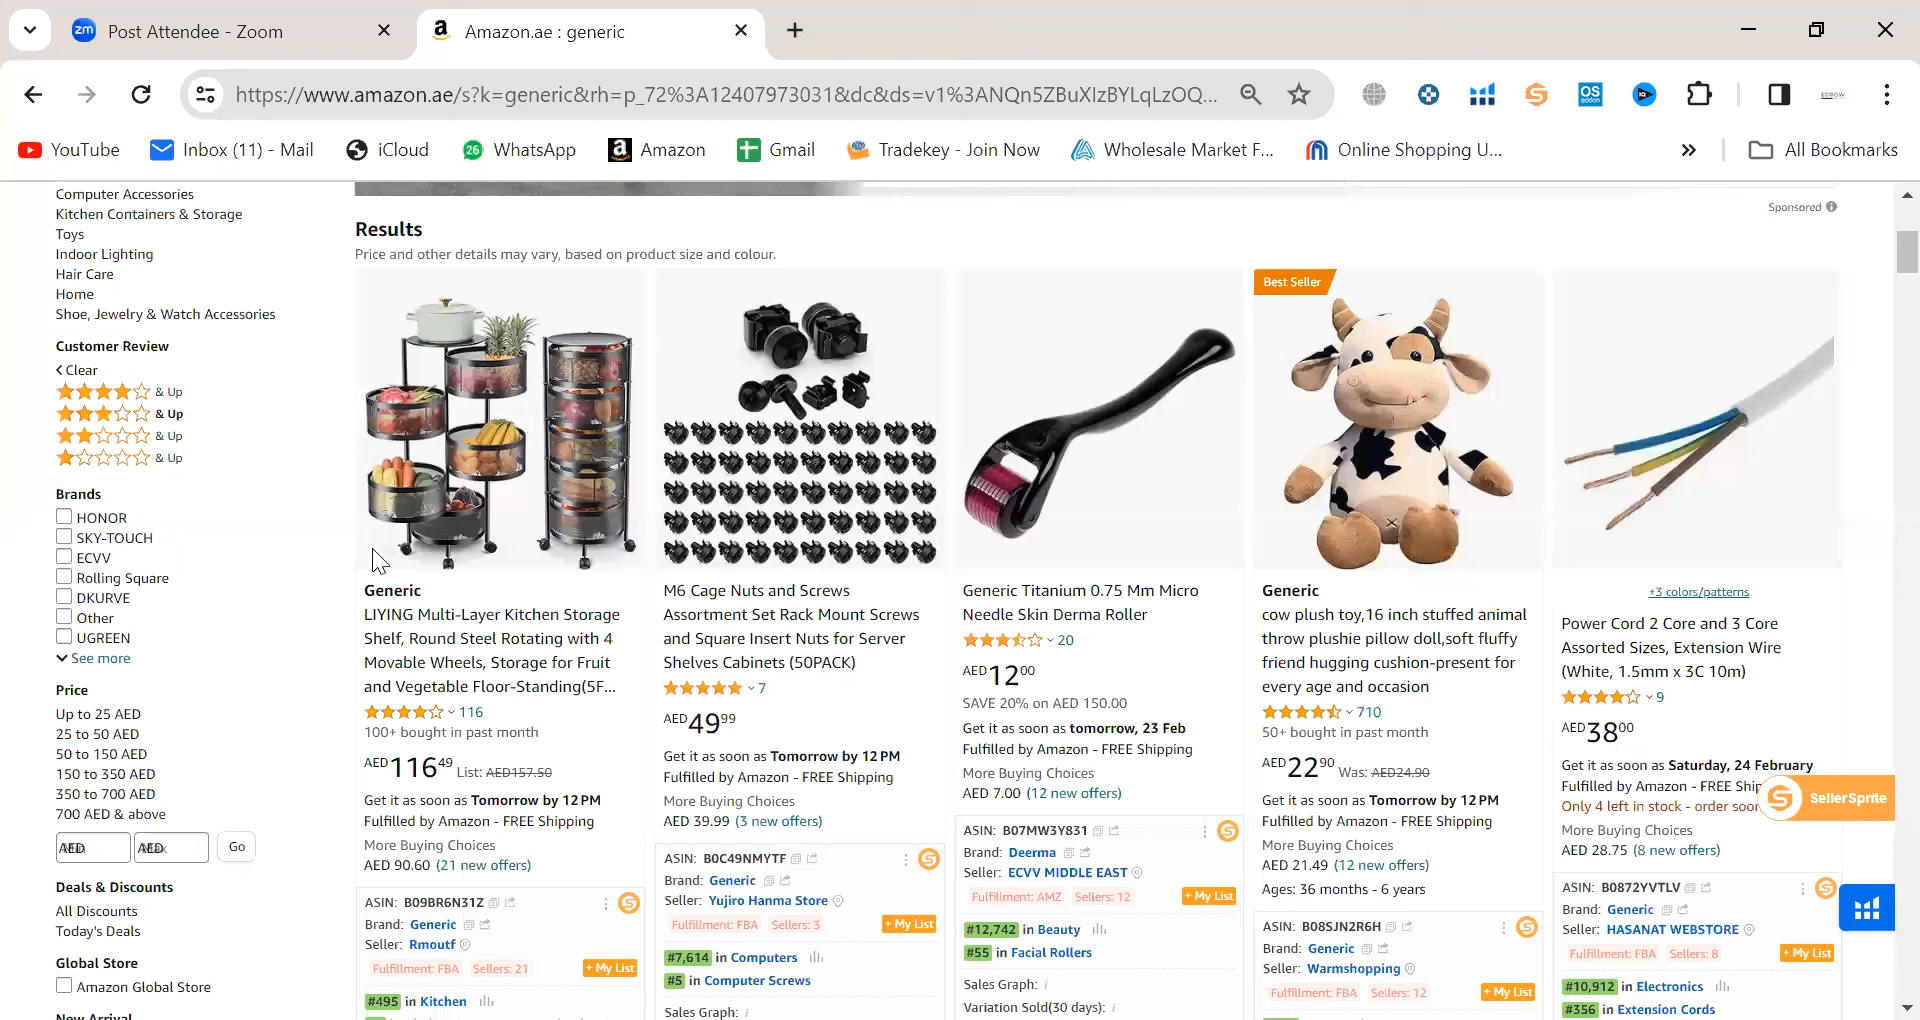 Post Attendee - Zoom
Amazon.ae : generic
https://www.amazon.ae/s?k=generic&rh=p_72%3A12407973031&dc&ds=v1%3ANQn5ZBuXIzBYLqLzOQ...
YouTube
Inbox (11) - Mail
iCloud
WhatsApp
Amazon
Gmail
Tradekey - Join Now
Wholesale Market F...
Online Shopping U...
All Bookmarks
Computer Accessories
Kitchen Containers & Storage
Toys
Indoor Lighting
Hair Care
Home
Shoe, Jewelry & Watch Accessories
Customer Review
Clear
& Up
& Up
& Up
& Up
Brands
HONOR
SKY-TOUCH
ECVV
Rolling Square
DKURVE
Other
UGREEN
See more
Price
Up to 25 AED
25 to 50 AED
50 to 150 AED
150 to 350 AED
350 to 700 AED
700 AED & above
Go
Deals & Discounts
All Discounts
Today's Deals
Global Store
Amazon Global Store
New Arrival
Sponsored
Results
Price and other details may vary, based on product size and colour.
Generic
LIYING Multi-Layer Kitchen Storage
Shelf, Round Steel Rotating with 4
Movable Wheels, Storage for Fruit
and Vegetable Floor-Standing(5F...
116
100+ bought in past month
AED 116 49 List: AED157.50
Get it as soon as Tomorrow by 12 PM
Fulfilled by Amazon - FREE Shipping
More Buying Choices
AED 90.60 (21 new offers)
ASIN: B09BR6N31Z
Brand: Generic
Seller: Rmoutf
Fulfillment: FBA Sellers: 21 + My List
#495 in Kitchen
M6 Cage Nuts and Screws
Assortment Set Rack Mount Screws
and Square Insert Nuts for Server
Shelves Cabinets (50PACK)
7
AED 49 99
Get it as soon as Tomorrow by 12 PM
Fulfilled by Amazon - FREE Shipping
More Buying Choices
AED 39.99 (3 new offers)
ASIN: B0C49NMYTF
Brand: Generic
Seller: Yujiro Hanma Store
Fulfillment: FBA Sellers: 3 + My List
#7,614 in Computers
#5 in Computer Screws
Sales Graph:
Generic Titanium 0.75 Mm Micro
Needle Skin Derma Roller
20
AED 12 00
SAVE 20% on AED 150.00
Get it as soon as tomorrow, 23 Feb
Fulfilled by Amazon - FREE Shipping
More Buying Choices
AED 7.00 (12 new offers)
ASIN: B07MW3Y831
Brand: Deerma
Seller: ECVV MIDDLE EAST
Fulfillment: AMZ Sellers: 12 + My List
#12,742 in Beauty
#55 in Facial Rollers
Sales Graph:
Variation Sold(30 days):
Best Seller
Generic
cow plush toy,16 inch stuffed animal
throw plushie pillow doll,soft fluffy
friend hugging cushion-present for
every age and occasion
710
50+ bought in past month
AED 22 90 Was: AED24.90
Get it as soon as Tomorrow by 12 PM
Fulfilled by Amazon - FREE Shipping
More Buying Choices
AED 21.49 (12 new offers)
Ages: 36 months - 6 years
ASIN: B08SJN2R6H
Brand: Generic
Seller: Warmshopping
Fulfillment: FBA Sellers: 12 + My List
+3 colors/patterns
Power Cord 2 Core and 3 Core
Assorted Sizes, Extension Wire
(White, 1.5mm x 3C 10m)
9
AED 38 00
Get it as soon as Saturday, 24 February
Fulfilled by Amazon - FREE
Only 4 left in stock - order soon
More Buying Choices
AED 28.75 (8 new offers)
SellerSprite
ASIN: B0872YVTLV
Brand: Generic
Seller: HASANAT WEBSTORE
Fulfillment: FBA Sellers: 8 + My List
#10,912 in Electronics
#356 in Extension Cords